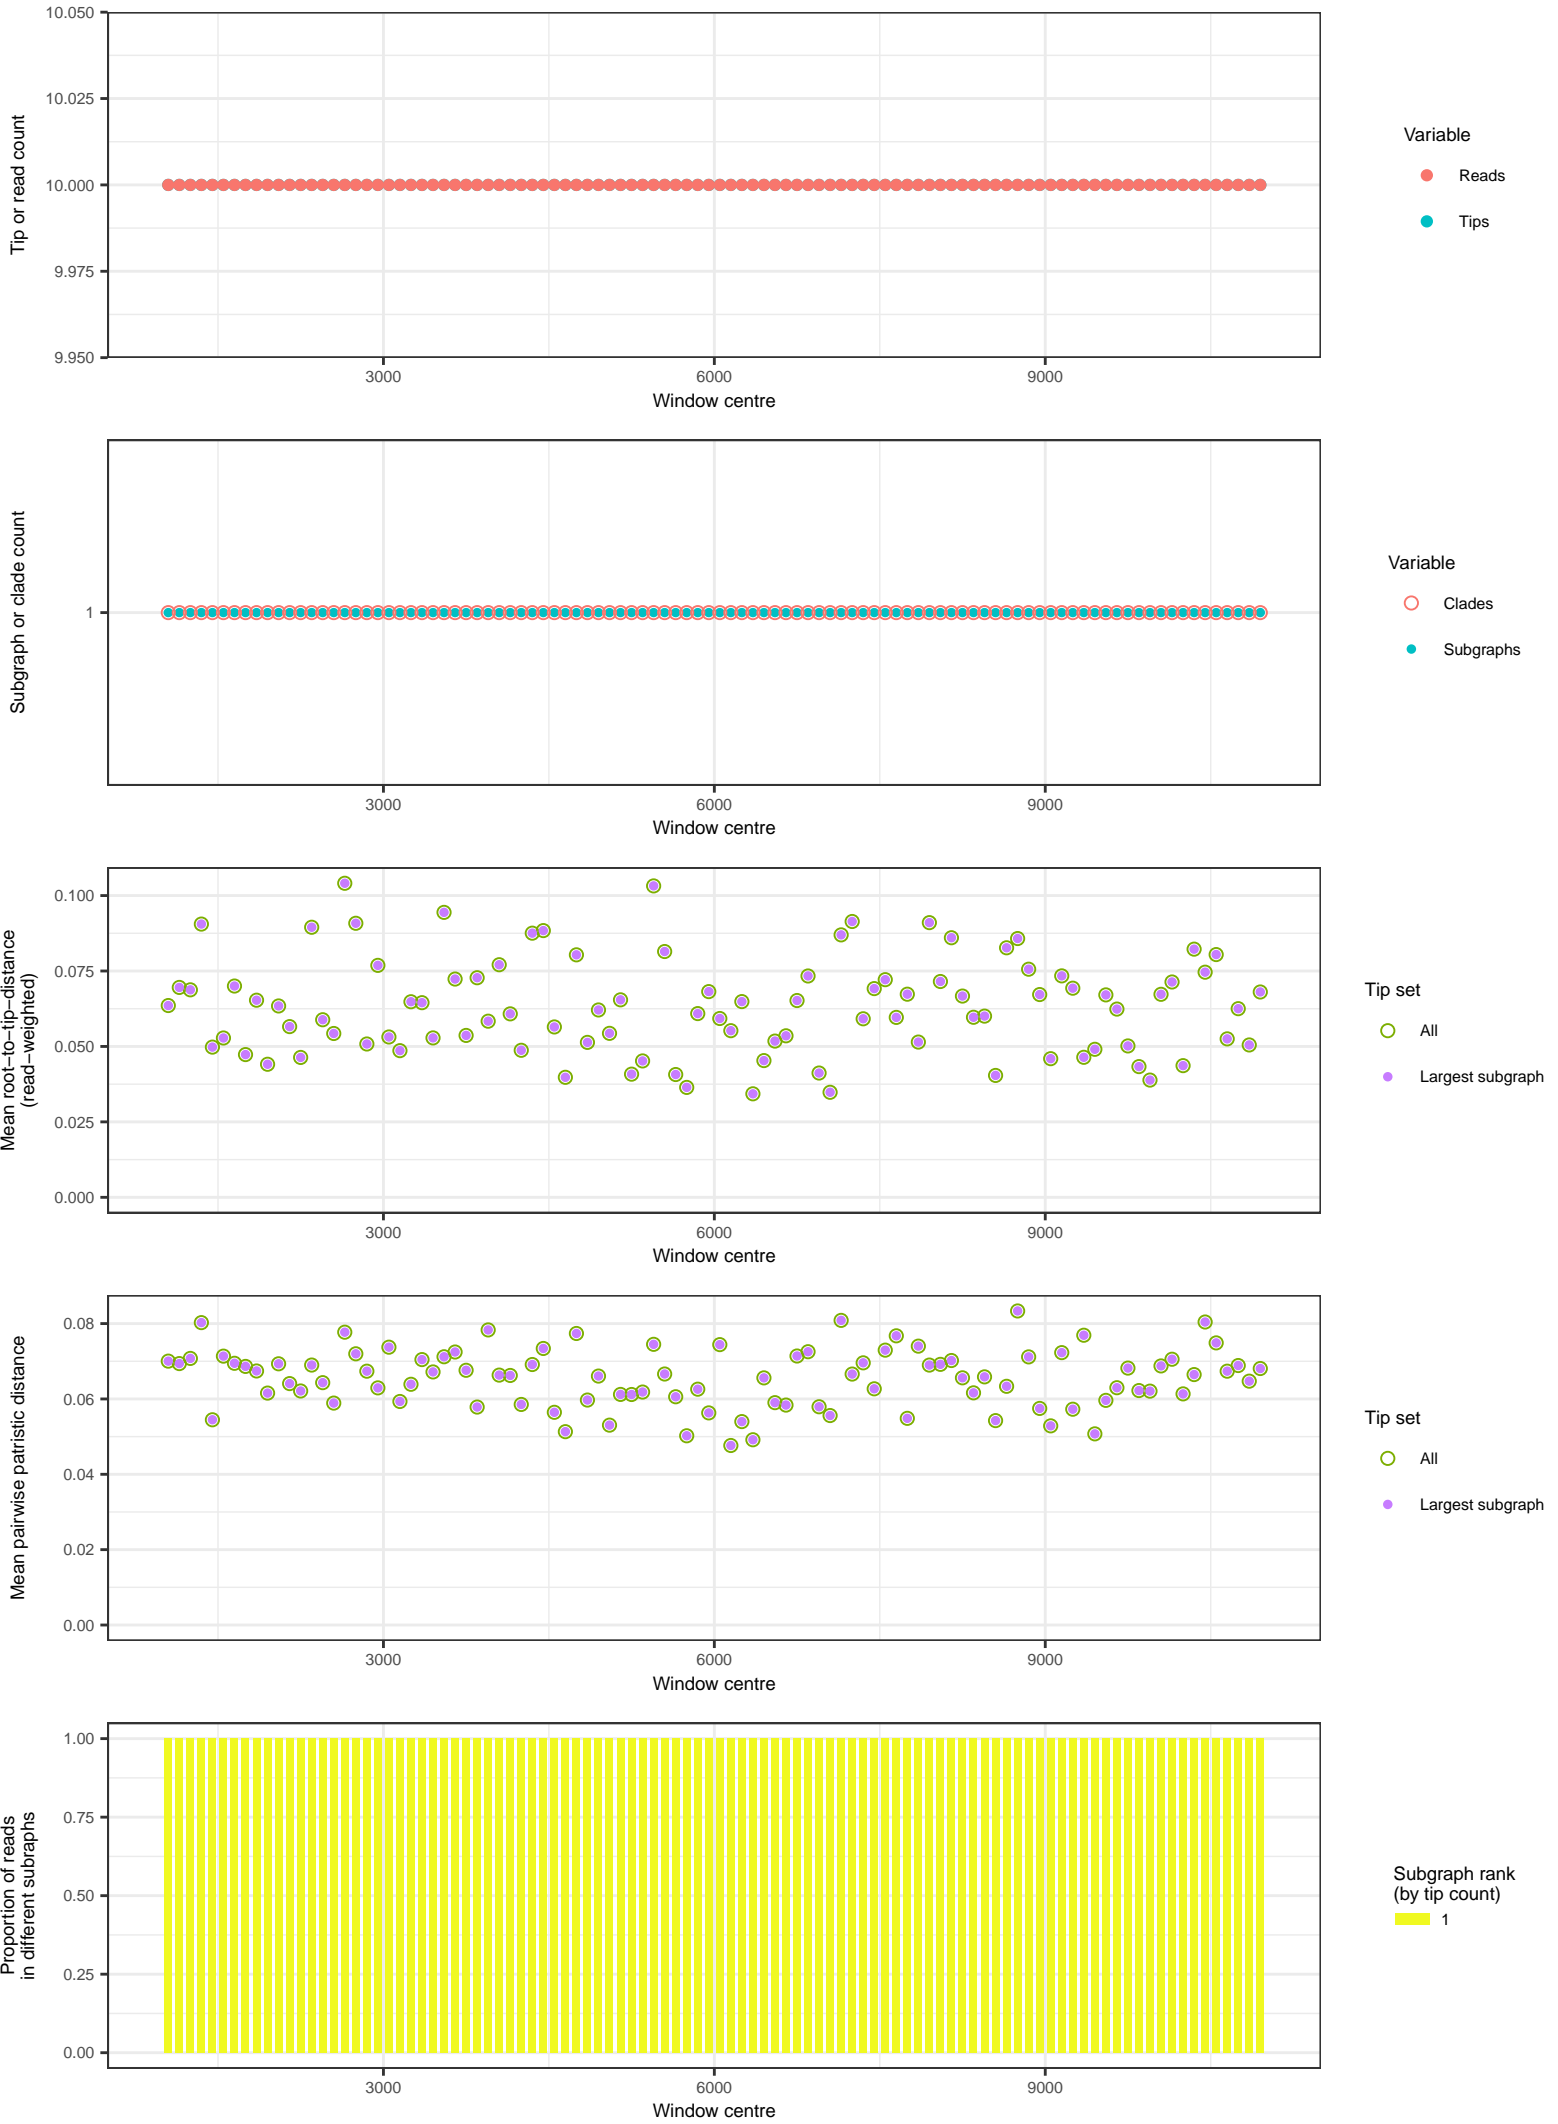 10.050
10.025
10.000
9.975
9.950
Tip or read count
3000
6000
9000
Window centre
Variable
Reads
Tips
Subgraph or clade count
1
3000
6000
9000
Window centre
Variable
Clades
Subgraphs
Mean root−to−tip−distance
(read−weighted)
0.100
0.075
0.050
0.025
0.000
3000
6000
9000
Window centre
Tip set
All
Largest subgraph
Mean pairwise patristic distance
0.08
0.06
0.04
0.02
0.00
3000
6000
9000
Window centre
Tip set
All
Largest subgraph
Proportion of reads
in different subraphs
1.00
0.75
0.50
0.25
0.00
3000
6000
9000
Window centre
Subgraph rank
(by tip count)
1